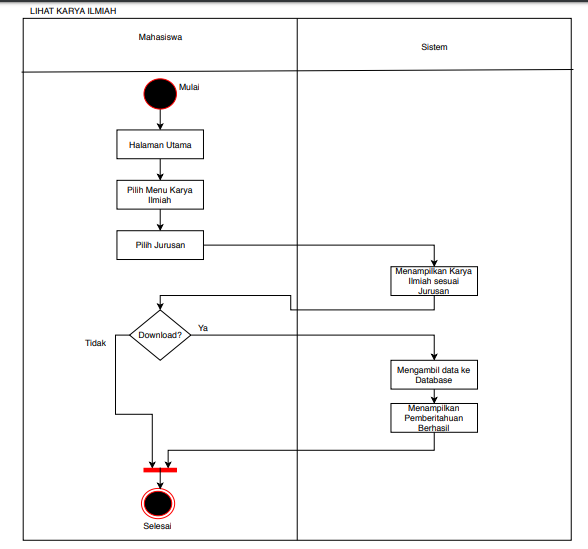 LIHAT KARYA ILMIAH
Mahasiswa
Sistem
Mulai
Halaman Utama
Pilih Menu Karya
Ilmiah
Pilih Jurusan
Menampilkan Karya
Ilmiah sesuai
Jurusan
Download?
Ya
Tidak
Mengambil data ke
Database
Menampilkan
Pemberitahuan
Berhasil
Selesai